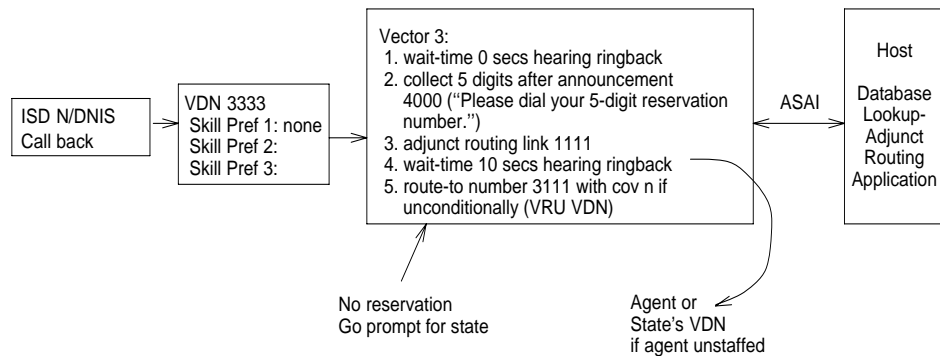 ISD N/DNIS
Call back
VDN 3333
Skill Pref 1: none
Skill Pref 2:
Skill Pref 3:
Vector 3:
1. wait-time 0 secs hearing ringback
2. collect 5 digits after announcement
4000 (“Please dial your 5-digit reservation
number.”)
3. adjunct routing link 1111
4. wait-time 10 secs hearing ringback
5. route-to number 3111 with cov n if
unconditionally (VRU VDN)
ASAI
Host
Database
Lookup-
Adjunct
Routing
Application
No reservation
Go prompt for state
Agent or
State's VDN
if agent unstaffed